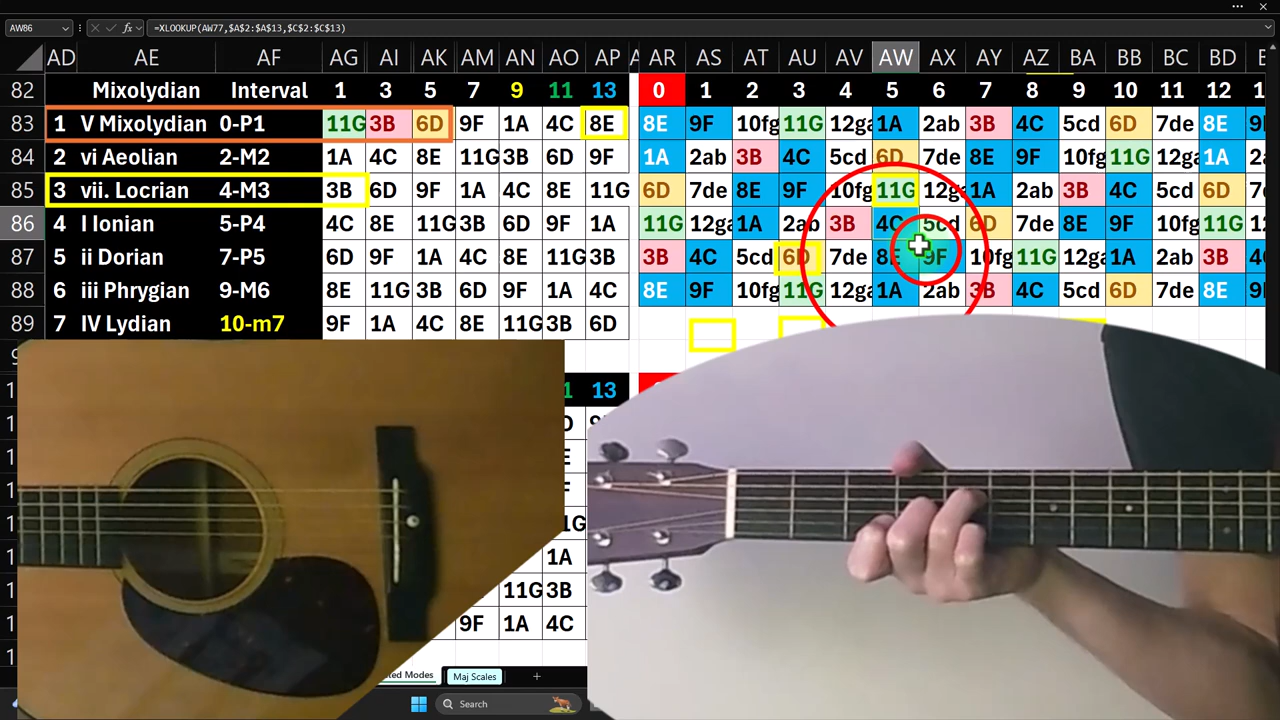 AW86 fx =XLOOKUP(AW77,$A$2:$A$13,$C$2:$C$13)
AD AE AF AG AI AK AM AN AO AP AR AS AT AU AV AW AX AY AZ BA BB BC BD
82 Mixolydian Interval 1 3 5 7 9 11 13 0 1 2 3 4 5 6 7 8 9 10 11 12
83 1 V Mixolydian 0-P1 11G 3B 6D 9F 1A 4C 8E 8E 9F 10fg 11G 12ga 1A 2ab 3B 4C 5cd 6D 7de 8E
84 2 vi Aeolian 2-M2 1A 4C 8E 11G 3B 6D 9F 1A 2ab 3B 4C 5cd 6D 7de 8E 9F 10fg 11G 12ga 1A
85 3 vii. Locrian 4-M3 3B 6D 9F 1A 4C 8E 11G 6D 7de 8E 9F 10fg 11G 12ga 1A 2ab 3B 4C 5cd 6D
86 4 I Ionian 5-P4 4C 8E 11G 3B 6D 9F 1A 11G 12ga 1A 2ab 3B 4C 5cd 6D 7de 8E 9F 10fg 11G
87 5 ii Dorian 7-P5 6D 9F 1A 4C 8E 11G 3B 3B 4C 5cd 6D 7de 8E 9F 10fg 11G 12ga 1A 2ab 3B
88 6 iii Phrygian 9-M6 8E 11G 3B 6D 9F 1A 4C 8E 9F 10fg 11G 12ga 1A 2ab 3B 4C 5cd 6D 7de 8E
89 7 IV Lydian 10-m7 9F 1A 4C 8E 11G 3B 6D
13
1A
11G 3B
9F 1A 4C
Modes Maj Scales
Search